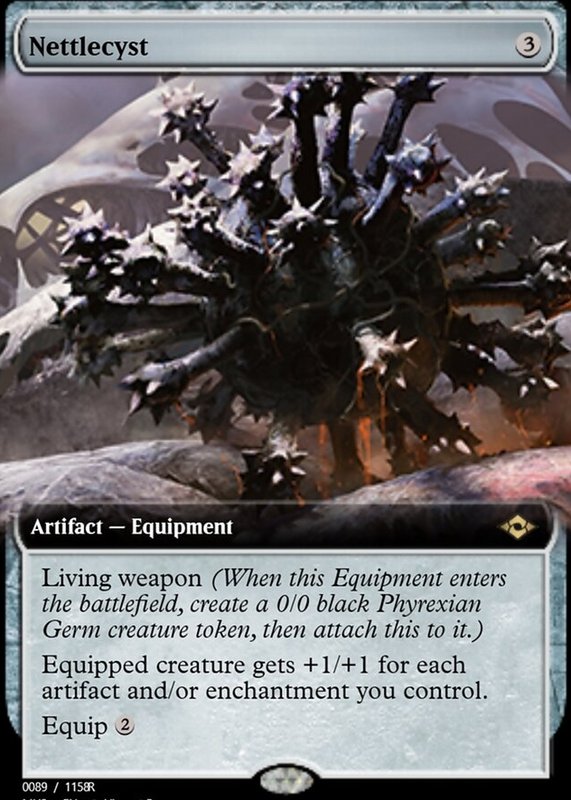 Nettlecyst
3
Artifact — Equipment
Living weapon (When this Equipment enters
the battlefield, create a 0/0 black Phyrexian
Germ creature token, then attach this to it.)
Equipped creature gets +1/+1 for each
artifact and/or enchantment you control.
Equip 2
0089 / 1158R